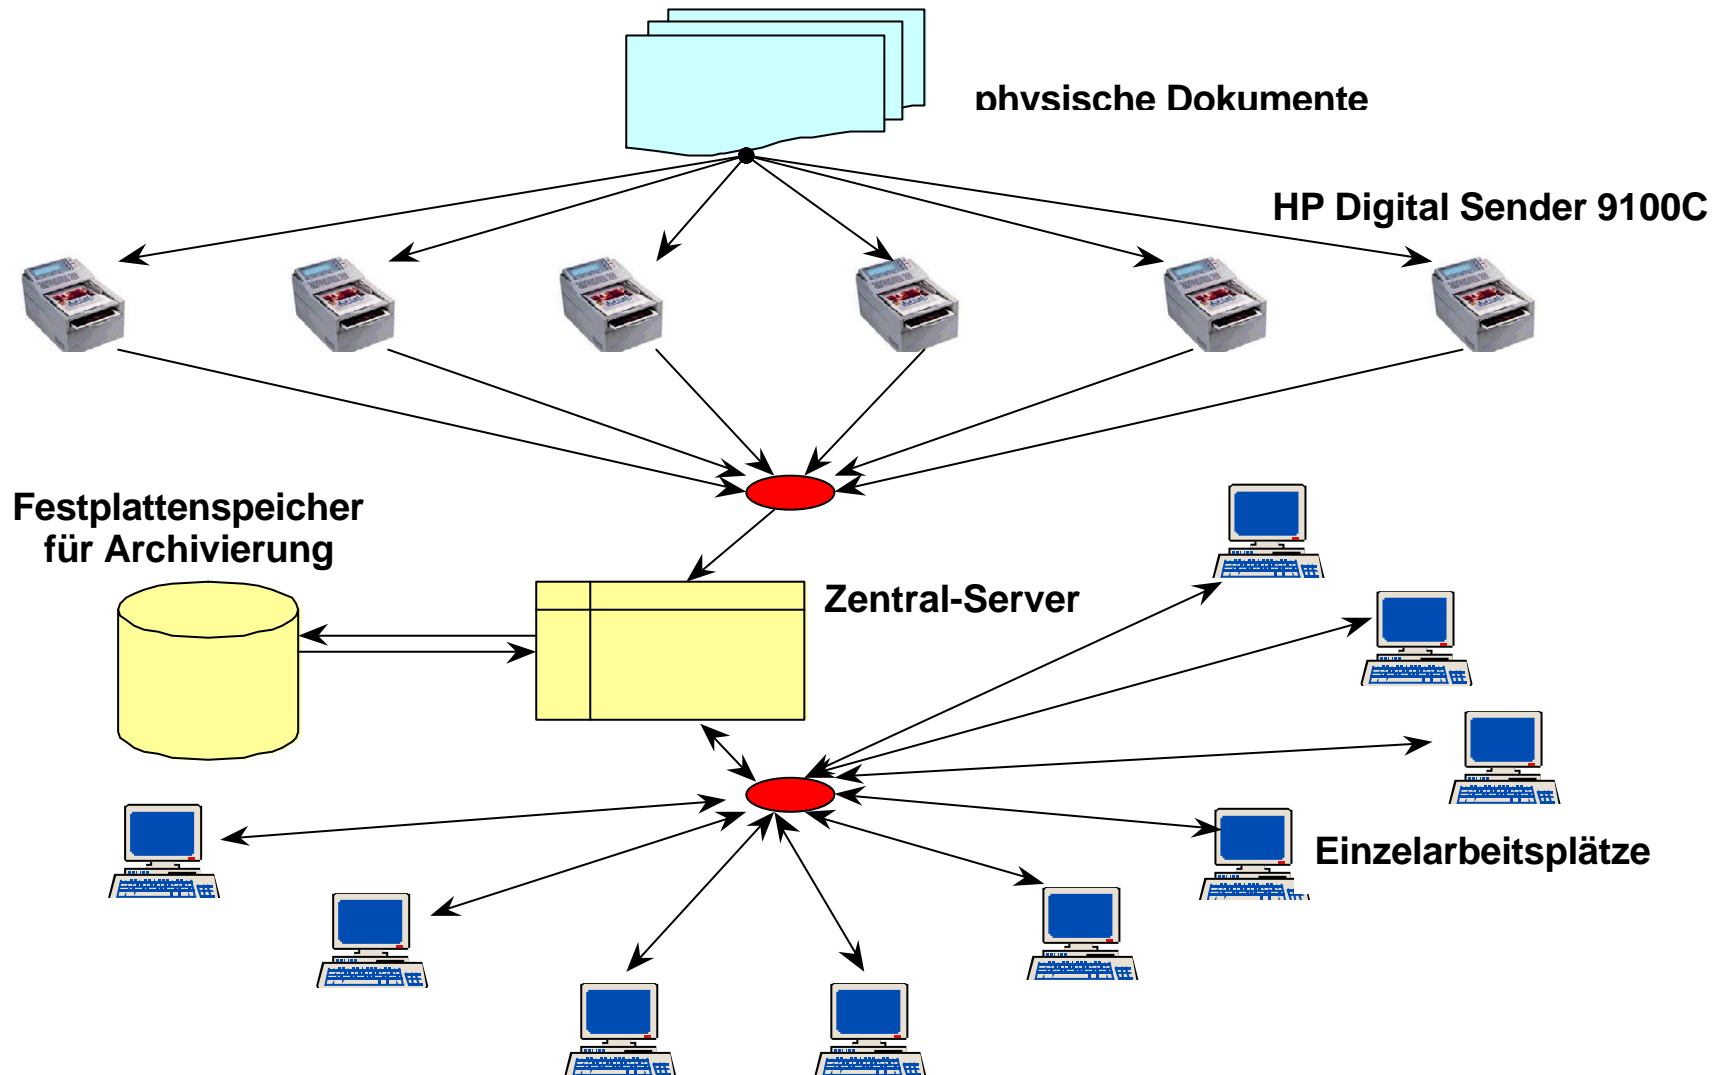 physische Dokumente
HP Digital Sender 9100C
Festplattenspeicher
für Archivierung
Zentral-Server
Einzelarbeitsplätze